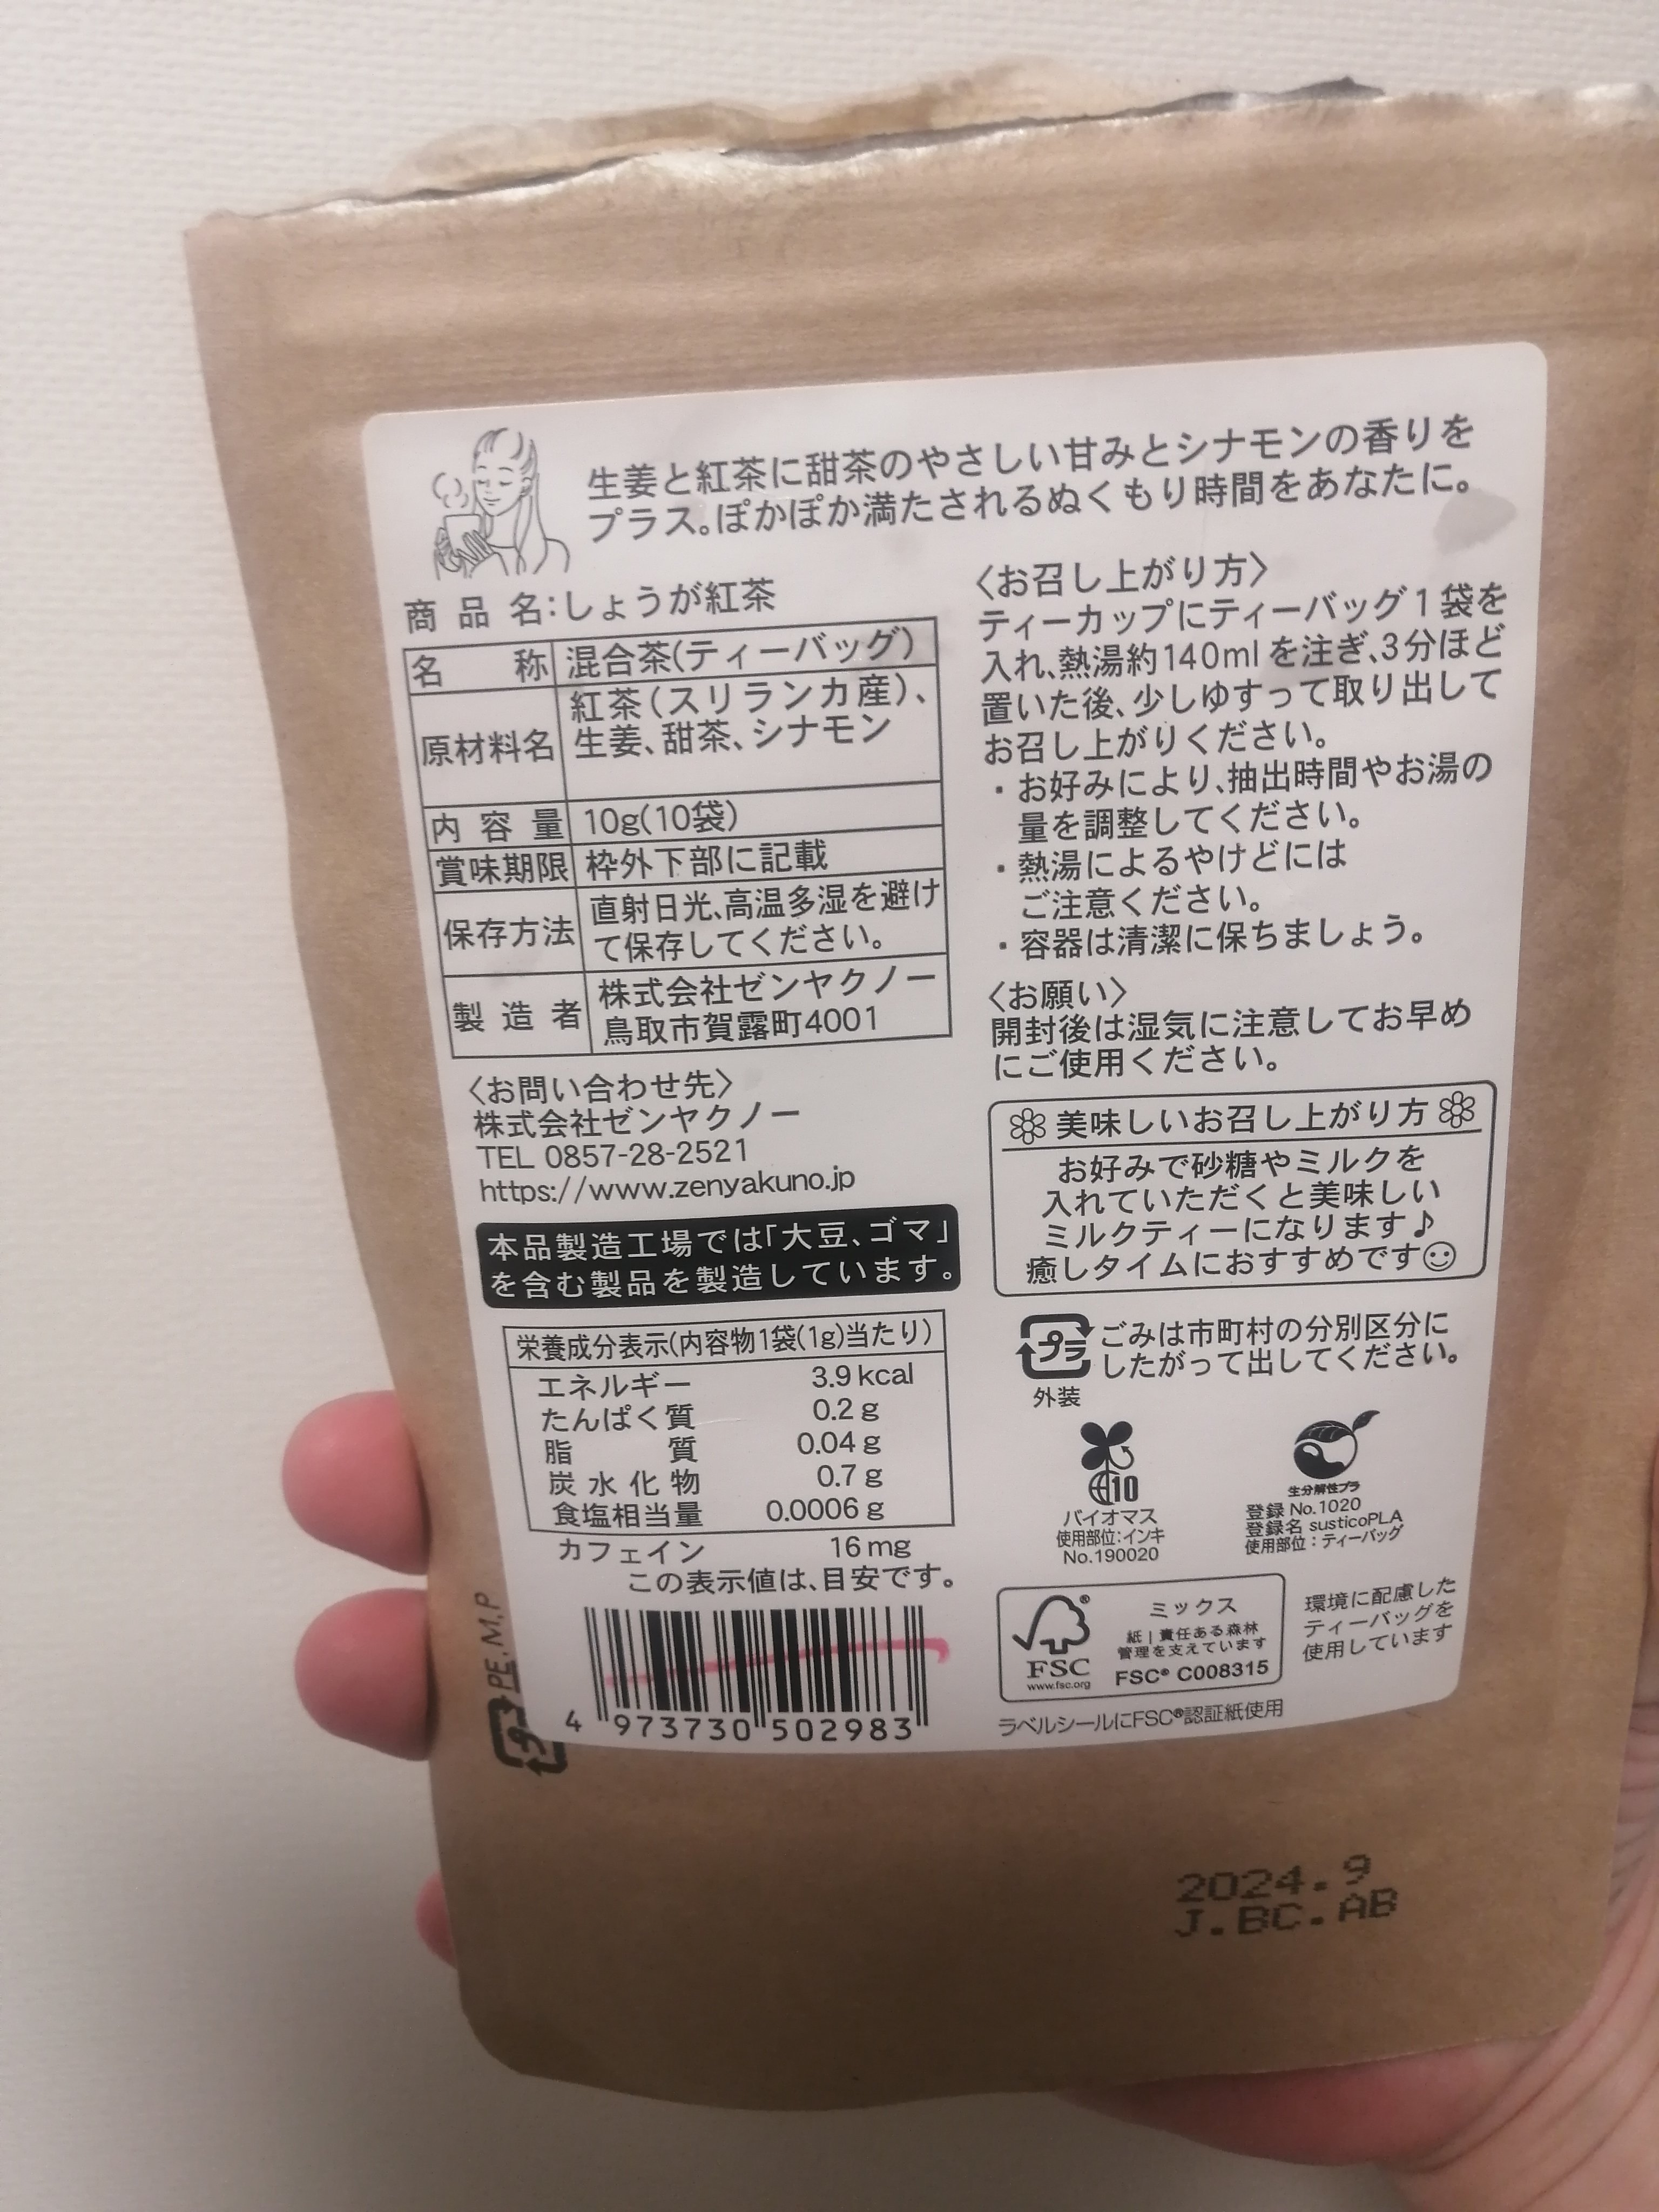 生姜と紅茶に甜茶のやさしい甘みとシナモンの香りを
プラス。ぽかぽか満たされるぬくもり時間をあなたに。
商品名:しょうが紅茶
名称 混合茶(ティーバッグ)
原材料名 紅茶(スリランカ産)、
生姜、甜茶、シナモン
内容量 10g(10袋)
賞味期限 枠外下部に記載
保存方法 直射日光、高温多湿を避け
て保存してください。
製造者 株式会社ゼンヤクノー
鳥取市賀露町4001
〈お問い合わせ先〉
株式会社ゼンヤクノー
TEL 0857-28-2521
https://www.zenyakuno.jp
本品製造工場では「大豆、ゴマ」
を含む製品を製造しています。
栄養成分表示(内容物1袋(1g)当たり)
エネルギー 3.9kcal
たんぱく質 0.2g
脂質 0.04g
炭水化物 0.7g
食塩相当量 0.0006g
カフェイン 16mg
この表示値は、目安です。
4 973730 502983
〈お召し上がり方〉
ティーカップにティーバッグ1袋を
入れ、熱湯約140mlを注ぎ、3分ほど
置いた後、少しゆすって取り出して
お召し上がりください。
・お好みにより、抽出時間やお湯の
量を調整してください。
・熱湯によるやけどには
ご注意ください。
・容器は清潔に保ちましょう。
〈お願い〉
開封後は湿気に注意してお早め
にご使用ください。
美味しいお召し上がり方
お好みで砂糖やミルクを
入れていただくと美味しい
ミルクティーになります♪
癒しタイムにおすすめです☺
プラ
外装
ごみは市町村の分別区分に
したがって出してください。
10
バイオマス
使用部位:インキ
No.190020
生分解性プラ
登録 No.1020
登録名 susticoPLA
使用部位:ティーバッグ
FSC®
www.fsc.org
ミックス
紙|責任ある森林
管理を支えています
FSC® C008315
環境に配慮した
ティーバッグを
使用しています
ラベルシールにFSC®認証紙使用
PE.M,P
2024.9
J.BC.AB